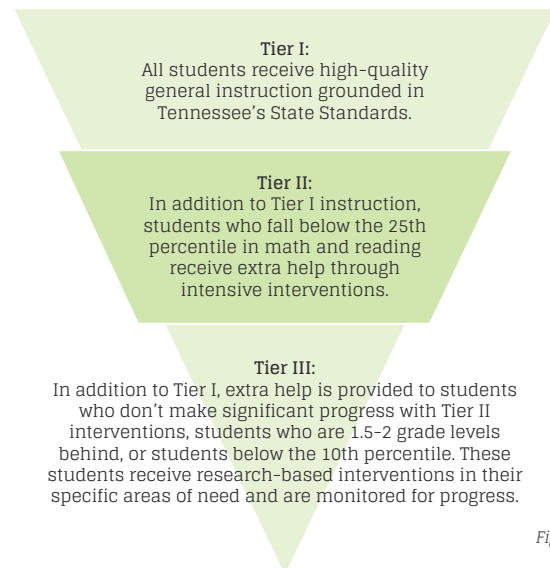 Tier I:
All students receive high-quality
general instruction grounded in
Tennessee's State Standards.
Tier II:
In addition to Tier I instruction,
students who fall below the 25th
percentile in math and reading
receive extra help through
intensive interventions.
Tier III:
In addition to Tier I, extra help is provided to students
who don't make significant progress with Tier II
interventions, students who are 1.5-2 grade levels
behind, or students below the 10th percentile. These
students receive research-based interventions in their
specific areas of need and are monitored for progress.